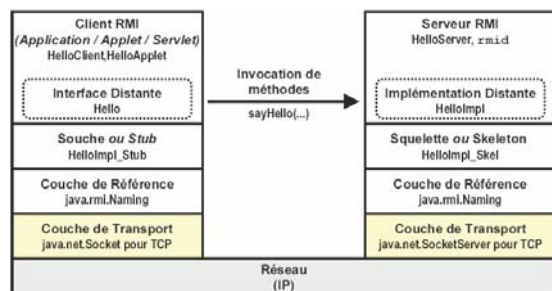 Client RMI
(Application / Applet / Servlet)
HelloClient,HelloApplet
Interface Distante
Hello
Souche ou Stub
HelloImpl_Stub
Couche de Référence
java.rmi.Naming
Couche de Transport
java.net.Socket pour TCP
Invocation de
méthodes
sayHello(...)
Serveur RMI
HelloServer, rmid
Implémentation Distante
HelloImpl
Squelette ou Skeleton
HelloImpl_Skel
Couche de Référence
java.rmi.Naming
Couche de Transport
java.net.SocketServer pour TCP
Réseau
(IP)